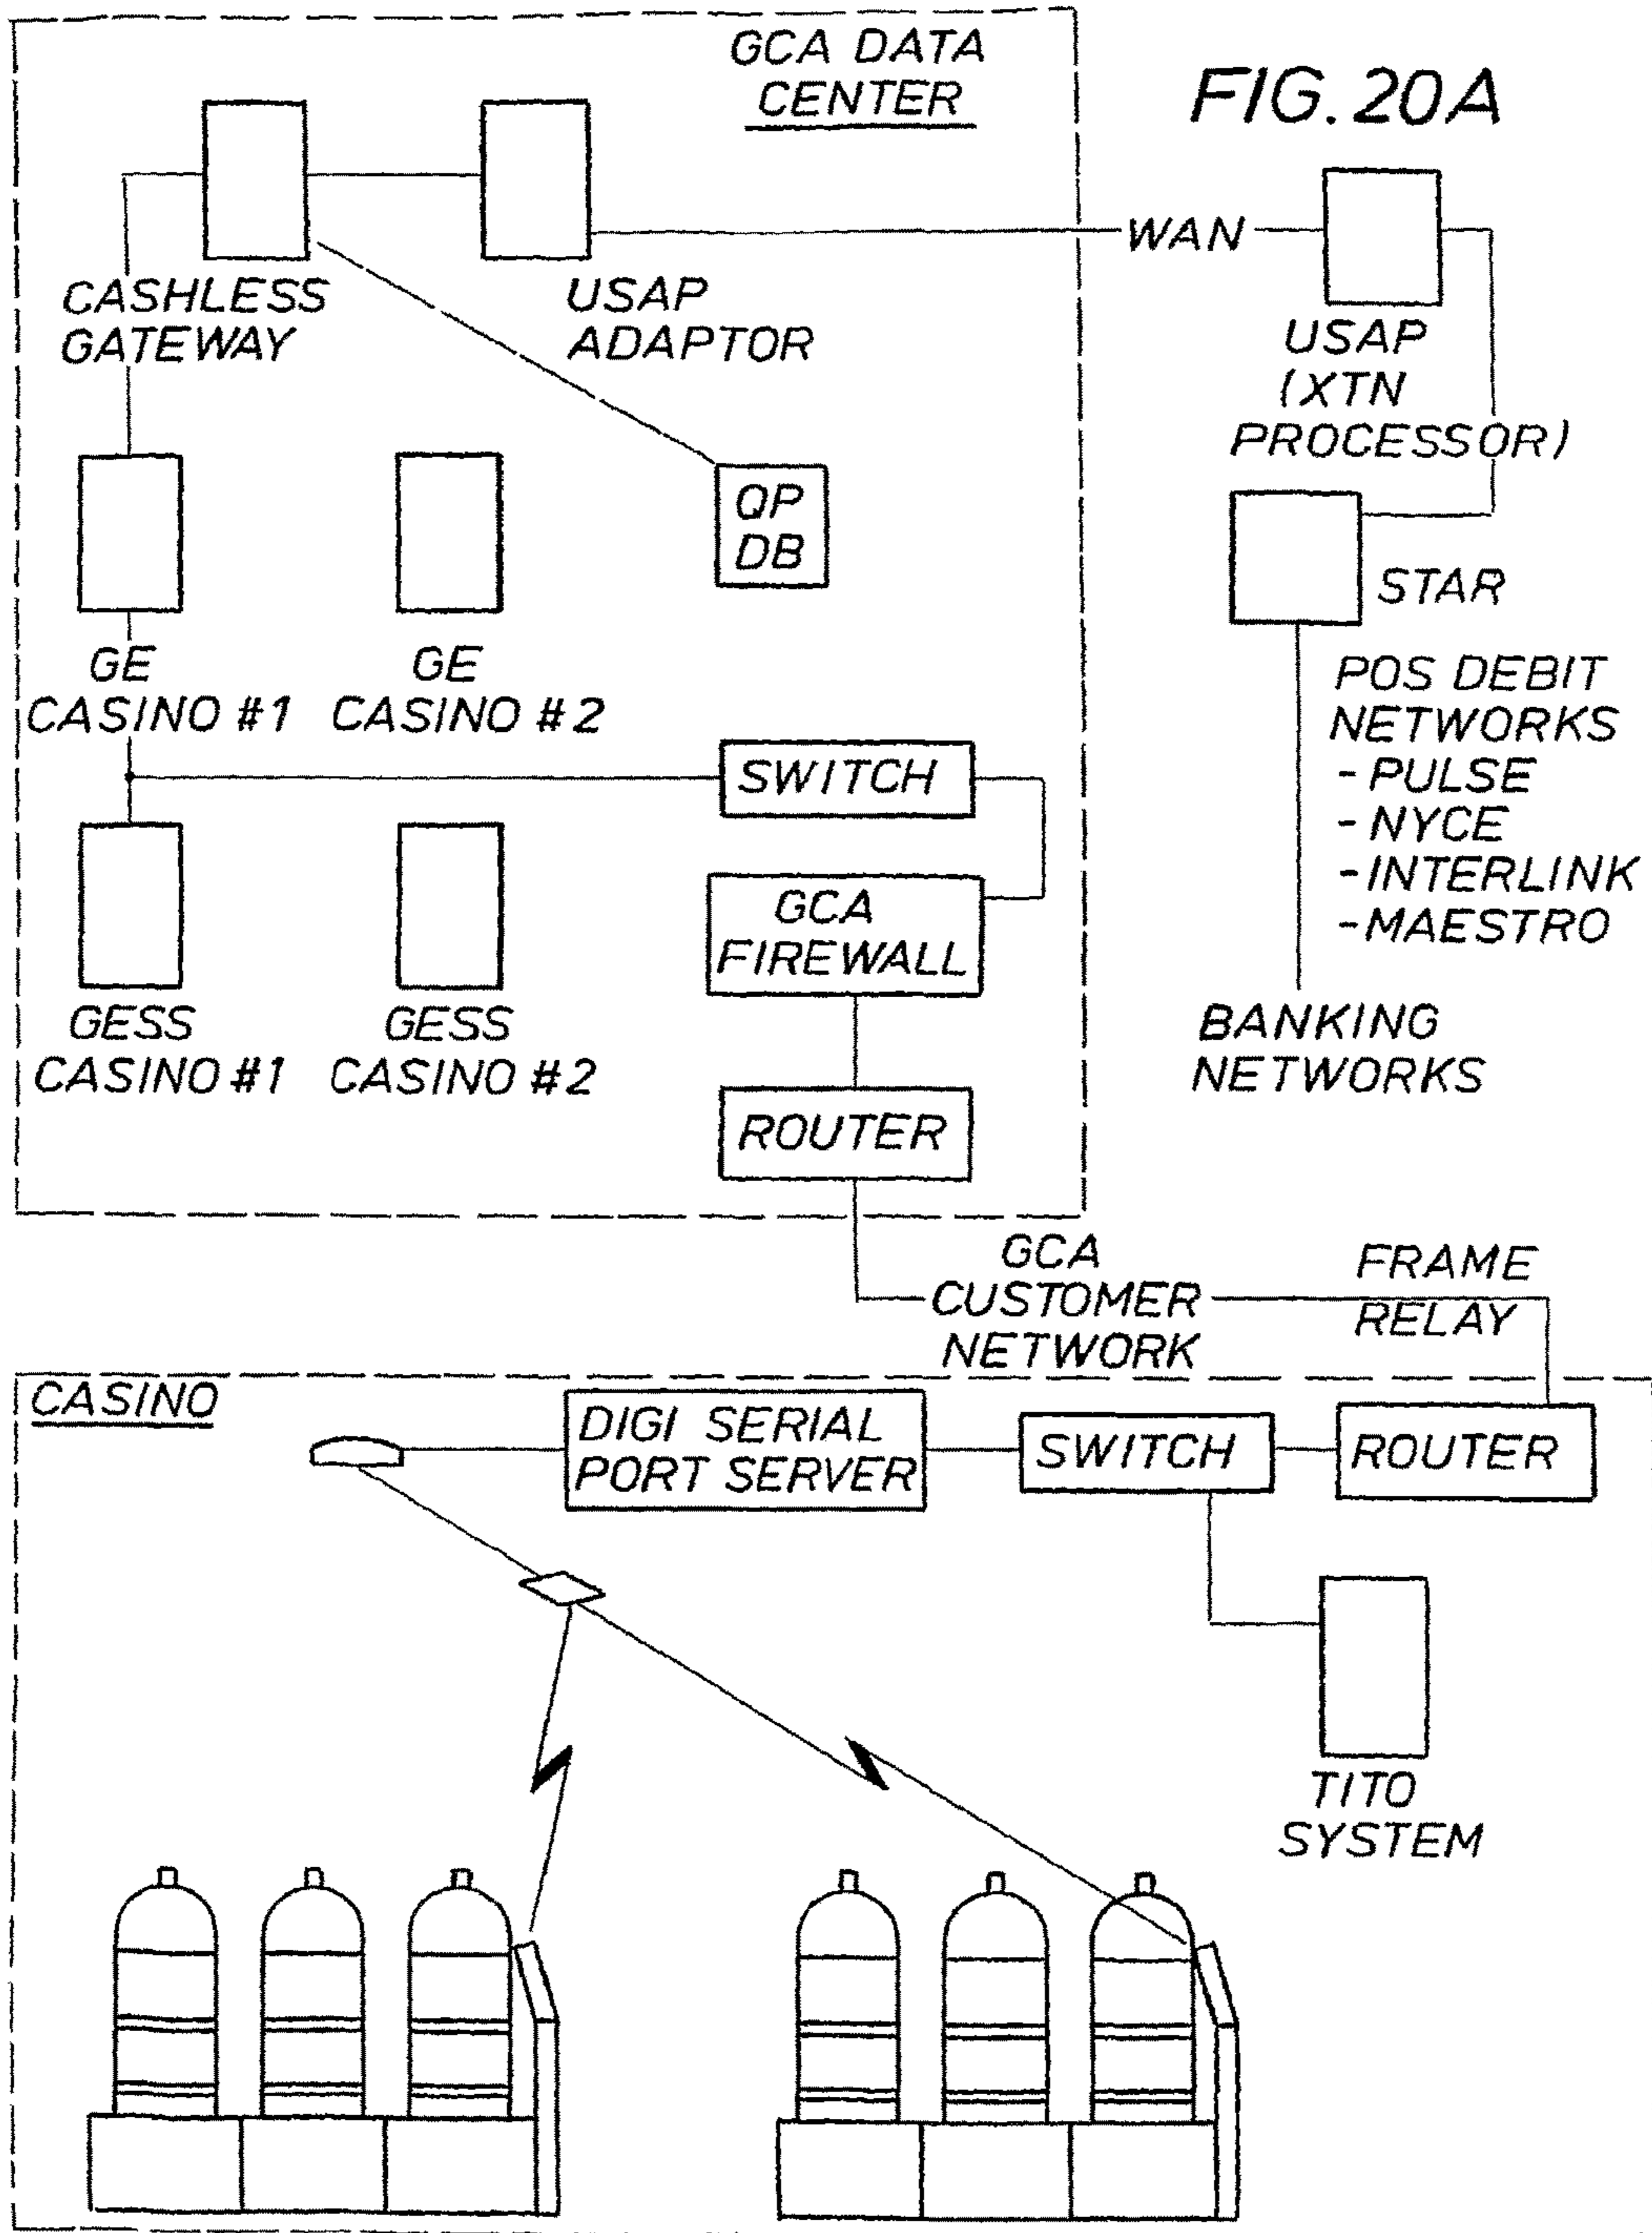 GCA DATA
CENTER
FIG. 20A
WAN
CASHLESS
GATEWAY
USAP
ADAPTOR
USAP
(XTN
PROCESSOR)
QP
DB
STAR
GE
CASINO #1
GE
CASINO #2
POS DEBIT
NETWORKS
- PULSE
- NYCE
- INTERLINK
- MAESTRO
SWITCH
GCA
FIREWALL
GESS
CASINO #1
GESS
CASINO #2
BANKING
NETWORKS
ROUTER
GCA
CUSTOMER
NETWORK
FRAME
RELAY
CASINO
DIGI SERIAL
PORT SERVER
SWITCH
ROUTER
TITO
SYSTEM